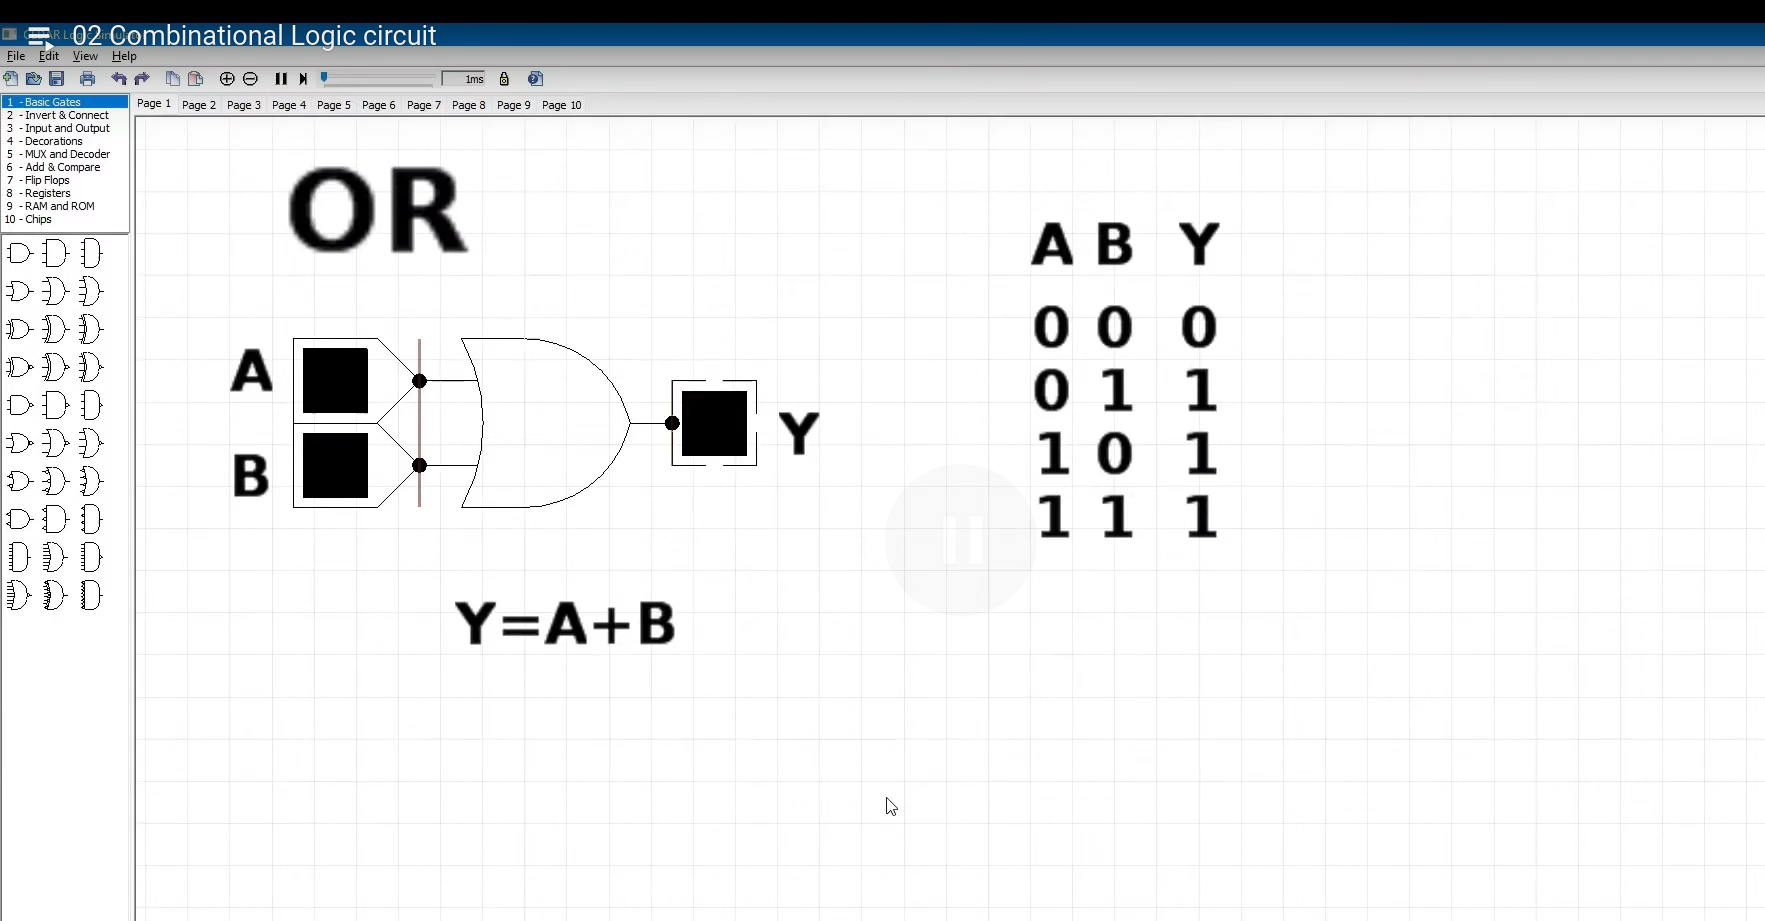 02 Combinational Logic circuit
File Edit View Help
1ms
1 - Basic Gates
2 - Invert & Connect
3 - Input and Output
4 - Decorations
5 - MUX and Decoder
6 - Add & Compare
7 - Flip Flops
8 - Registers
9 - RAM and ROM
10 - Chips
Page 1 Page 2 Page 3 Page 4 Page 5 Page 6 Page 7 Page 8 Page 9 Page 10
OR
A
B
Y
Y=A+B
A B Y
0 0 0
0 1 1
1 0 1
1 1 1